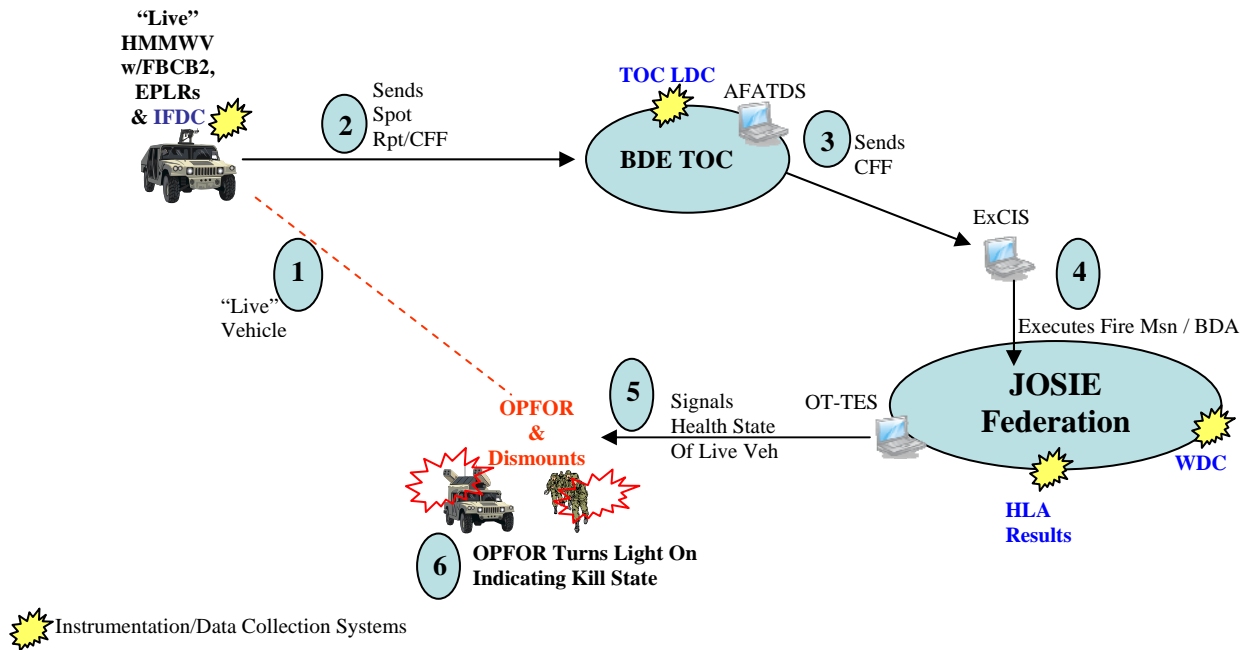 “Live”
HMMWV
w/FBCB2,
EPLRs
& IFDC
2
Sends
Spot
Rpt/CFF
TOC LDC
AFATDS
BDE TOC
3
Sends
CFF
ExCIS
4
Executes Fire Msn / BDA
1
“Live”
Vehicle
JOSIE
Federation
OT-TES
WDC
HLA
Results
5
Signals
Health State
Of Live Veh
OPFOR
&
Dismounts
6
OPFOR Turns Light On
Indicating Kill State
Instrumentation/Data Collection Systems